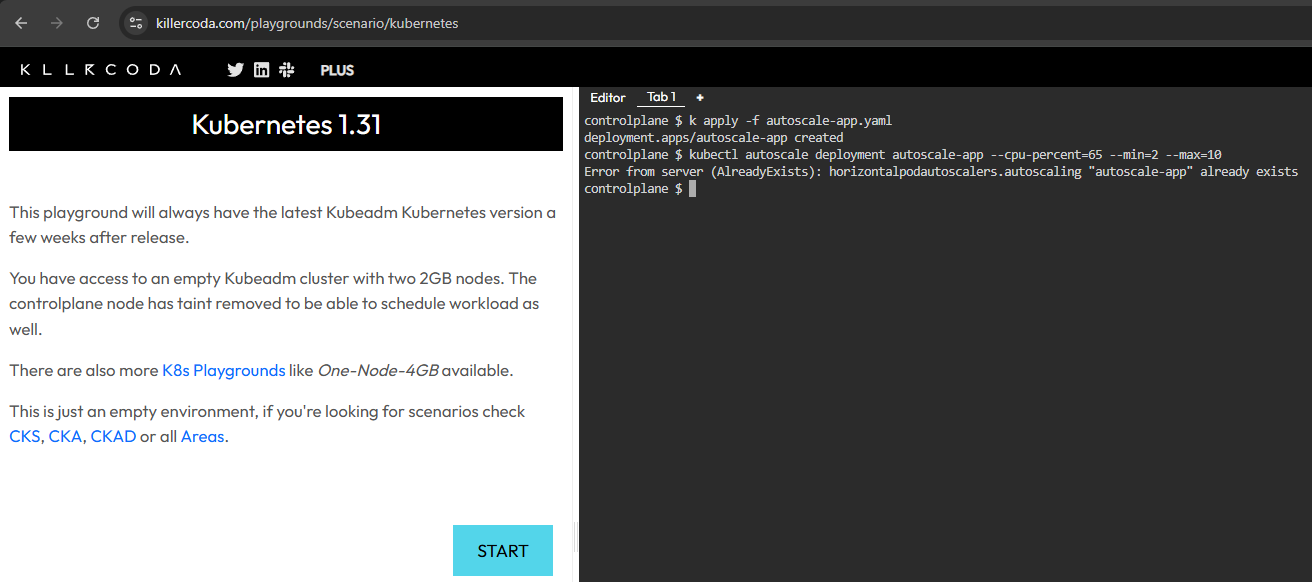 killercoda.com/playgrounds/scenario/kubernetes
KILLERCODA
in
PLUS
Kubernetes 1.31
This playground will always have the latest Kubeadm Kubernetes version a
few weeks after release.
You have access to an empty Kubeadm cluster with two 2GB nodes. The
controlplane node has taint removed to be able to schedule workload as
well.
There are also more K8s Playgrounds like One-Node-4GB available.
This is just an empty environment, if you're looking for scenarios check
CKS, CKA, CKAD or all Areas.
START
Editor Tab 1 +
controlplane $ k apply -f autoscale-app.yaml
deployment.apps/autoscale-app created
controlplane $ kubectl autoscale deployment autoscale-app --cpu-percent=65 --min=2 --max=10
Error from server (AlreadyExists): horizontalpodautoscalers.autoscaling "autoscale-app" already exists
controlplane $